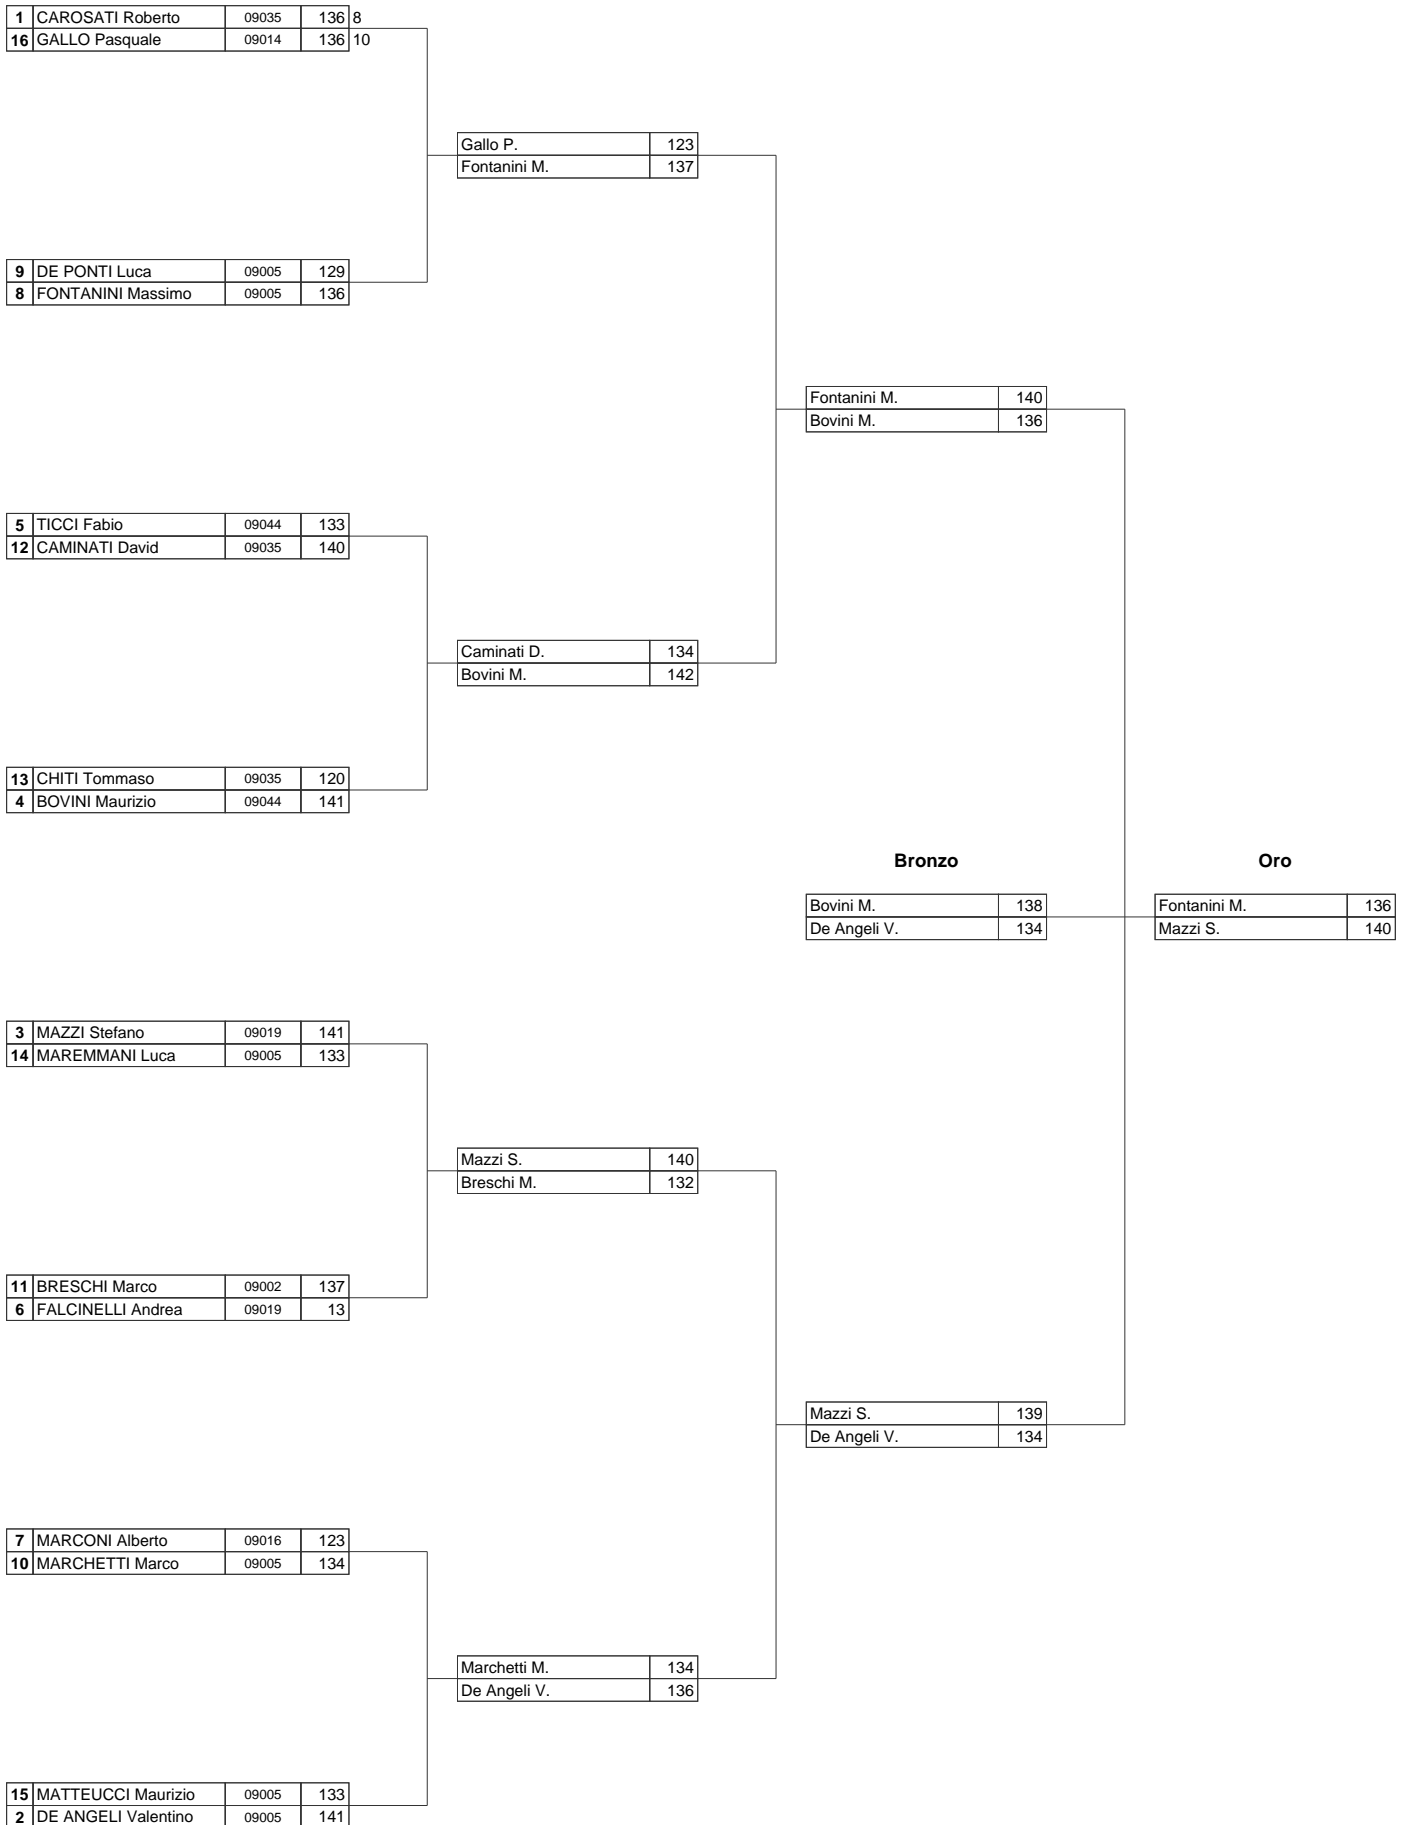 1 CAROSATI Roberto 09035 136 8
16 GALLO Pasquale 09014 136 10
Gallo P. 123
Fontanini M. 137
9 DE PONTI Luca 09005 129
8 FONTANINI Massimo 09005 136
Fontanini M. 140
Bovini M. 136
5 TICCI Fabio 09044 133
12 CAMINATI David 09035 140
Caminati D. 134
Bovini M. 142
13 CHITI Tommaso 09035 120
4 BOVINI Maurizio 09044 141
Bronzo Oro
Bovini M. 138 Fontanini M. 136
De Angeli V. 134 Mazzi S. 140
3 MAZZI Stefano 09019 141
14 MAREMMANI Luca 09005 133
Mazzi S. 140
Breschi M. 132
11 BRESCHI Marco 09002 137
6 FALCINELLI Andrea 09019 13
Mazzi S. 139
De Angeli V. 134
7 MARCONI Alberto 09016 123
10 MARCHETTI Marco 09005 134
Marchetti M. 134
De Angeli V. 136
15 MATTEUCCI Maurizio 09005 133
2 DE ANGELI Valentino 09005 141